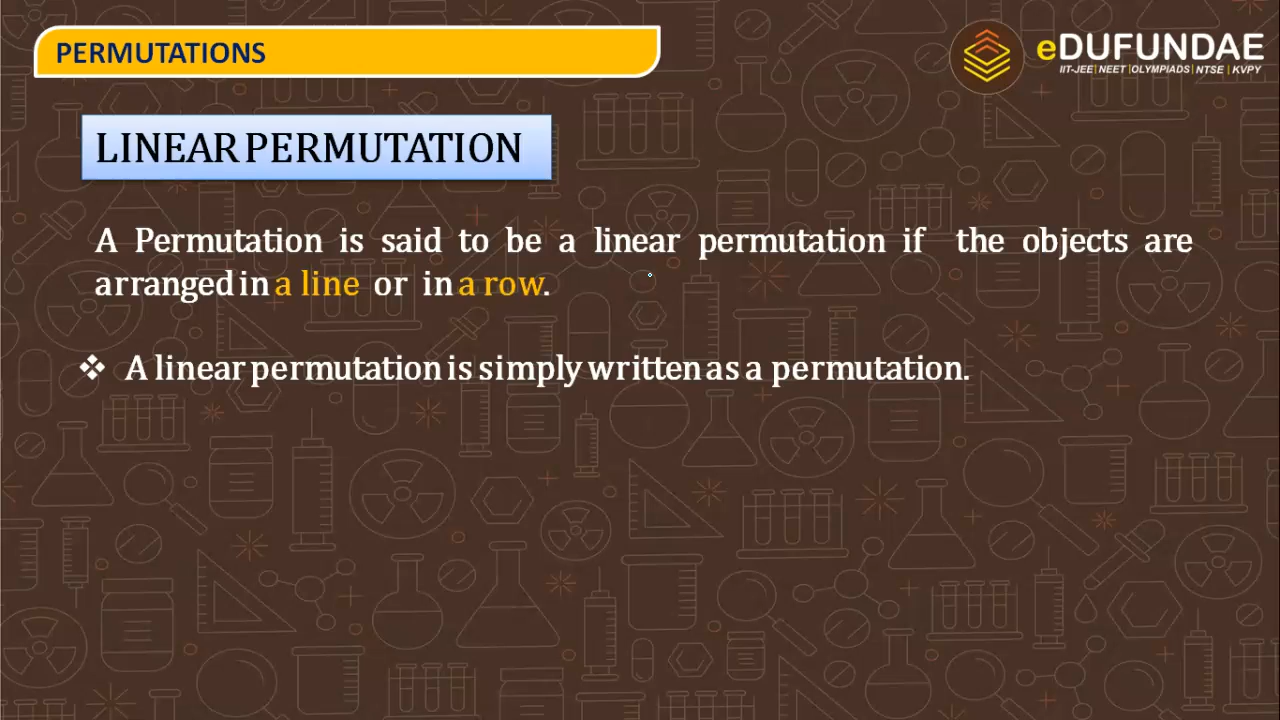 PERMUTATIONS
eDUFUNDAE
IIT-JEE| NEET |OLYMPIADS| NTSE | KVPY
LINEAR PERMUTATION
A Permutation is said to be a linear permutation if the objects are
arranged in a line or in a row.
❖ A linear permutation is simply written as a permutation.